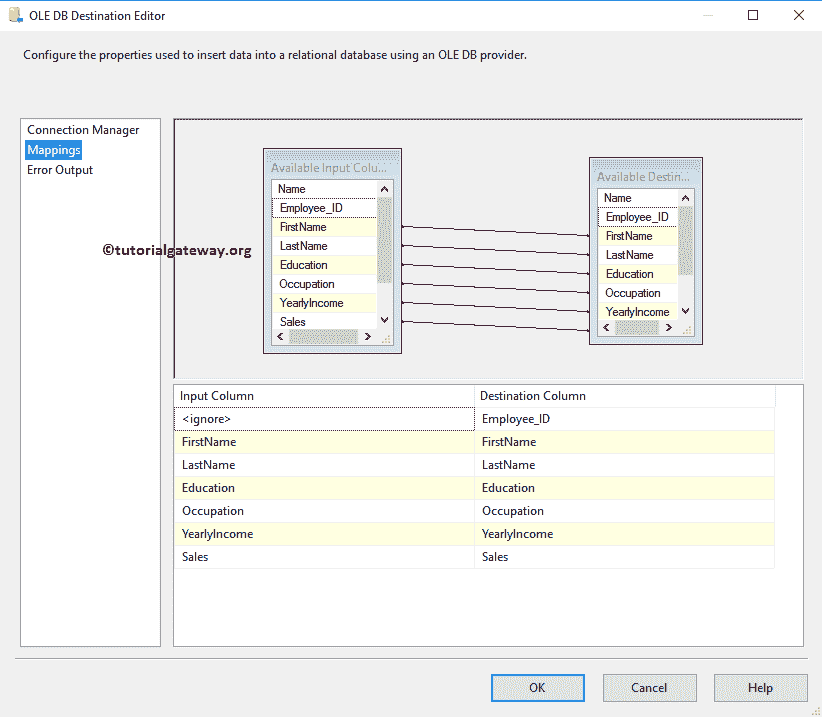 OLE DB Destination Editor
Configure the properties used to insert data into a relational database using an OLE DB provider.
Connection Manager
Mappings
Error Output
©tutorialgateway.org
Available Input Colu...
Name
Employee_ID
FirstName
LastName
Education
Occupation
YearlyIncome
Sales
Available Destin...
Name
Employee_ID
FirstName
LastName
Education
Occupation
YearlyIncome
Input Column Destination Column
<ignore> Employee_ID
FirstName FirstName
LastName LastName
Education Education
Occupation Occupation
YearlyIncome YearlyIncome
Sales Sales
OK Cancel Help